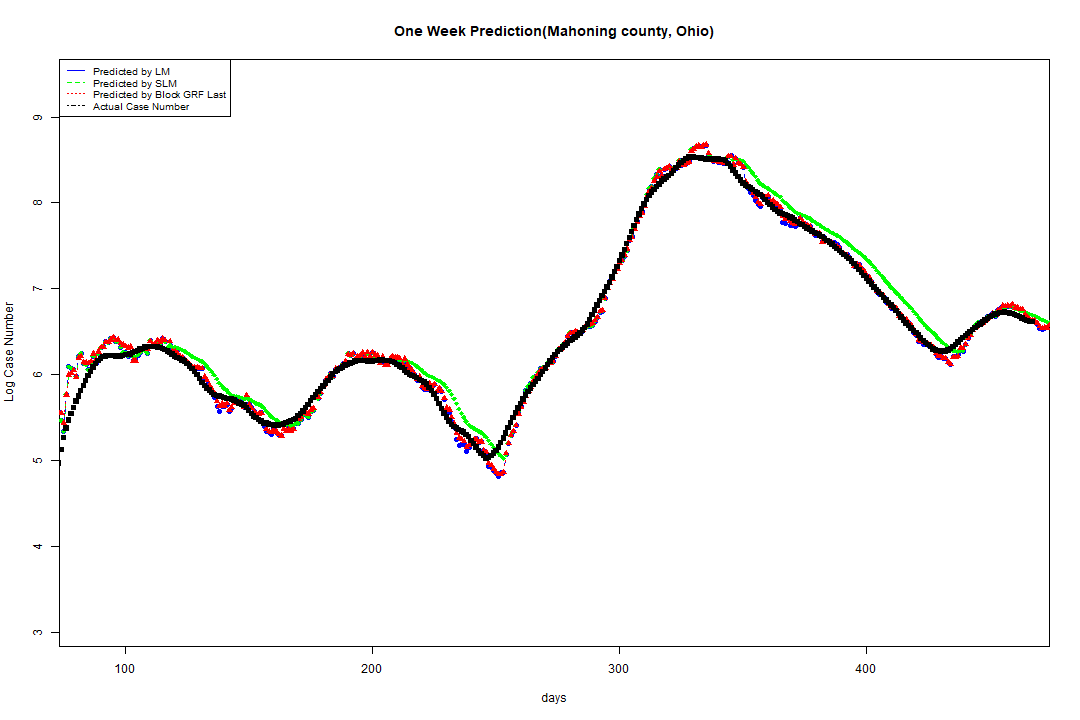 One Week Prediction(Mahoning county, Ohio)
Predicted by LM
Predicted by SLM
Predicted by Block GRF Last
Actual Case Number
9
8
7
6
5
4
3
Log Case Number
100 200 300 400
days